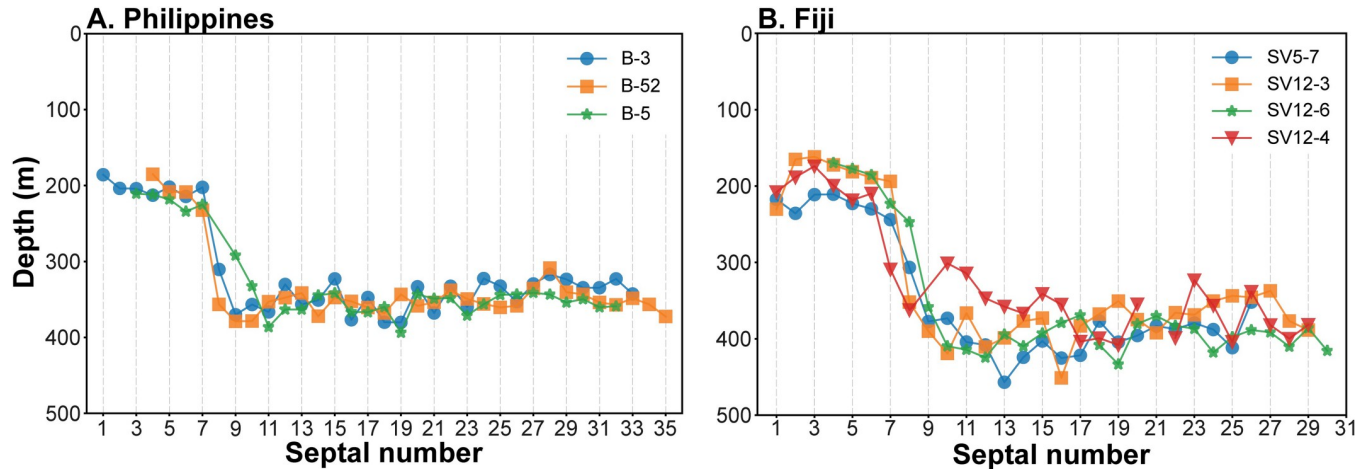 A. Philippines
0
100
200
300
400
500
Depth (m)
B-3
B-52
B-5
1 3 5 7 9 11 13 15 17 19 21 23 25 27 29 31 33 35
Septal number
B. Fiji
0
100
200
300
400
500
SV5-7
SV12-3
SV12-6
SV12-4
1 3 5 7 9 11 13 15 17 19 21 23 25 27 29 31
Septal number